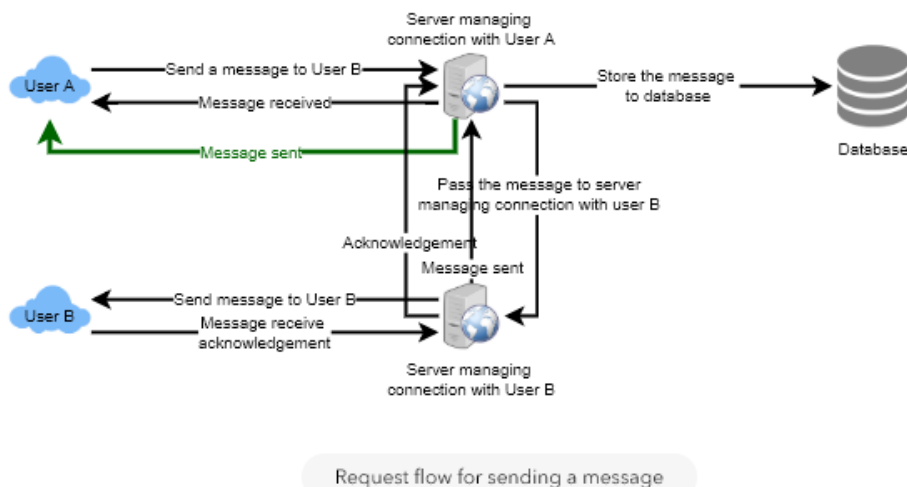 Server managing
connection with User A
User A
Send a message to User B
Message received
Message sent
Store the message
to database
Database
Pass the message to server
managing connection with user B
Acknowledgement
Message sent
User B
Send message to User B
Message receive
acknowledgement
Server managing
connection with User B
Request flow for sending a message